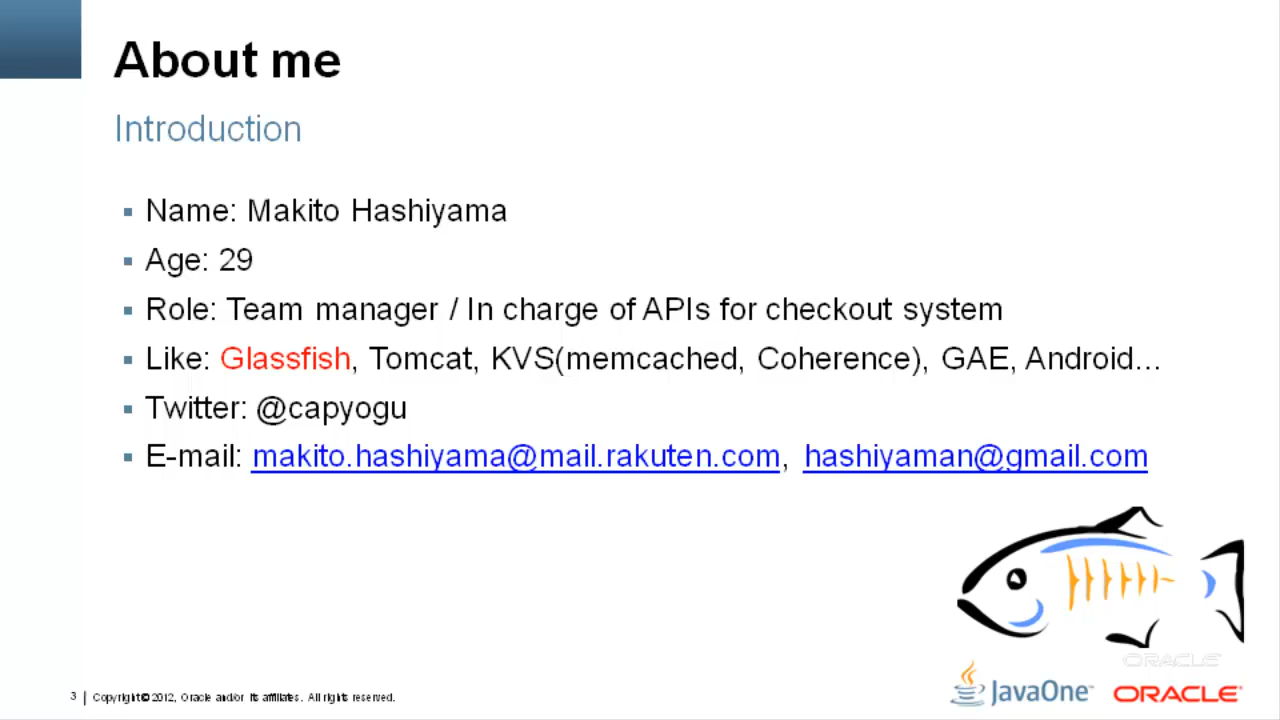 About me
Introduction
Name: Makito Hashiyama
Age: 29
Role: Team manager / In charge of APIs for checkout system
Like: Glassfish, Tomcat, KVS(memcached, Coherence), GAE, Android...
Twitter: @capyogu
E-mail: makito.hashiyama@mail.rakuten.com, hashiyaman@gmail.com
ORACLE
3 | Copyright © 2012, Oracle and/or its affiliates. All rights reserved.
JavaOne™ ORACLE®